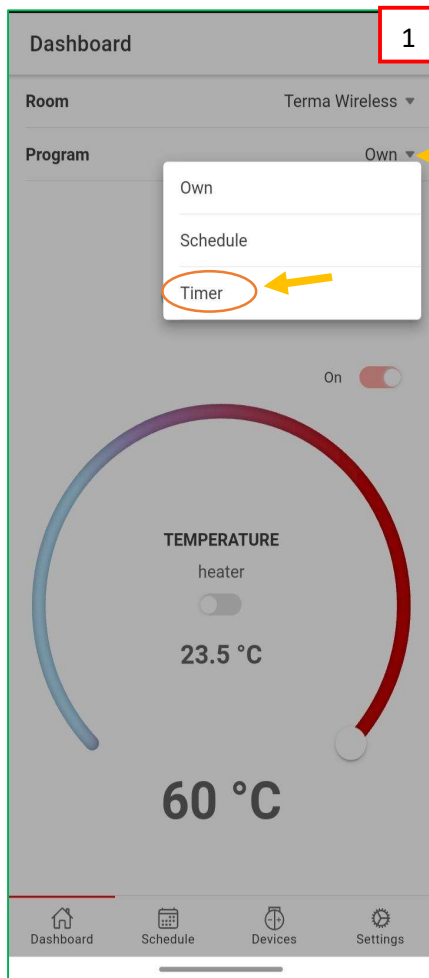 Dashboard
1
Room Terma Wireless
Program Own
Own
Schedule
Timer
On
TEMPERATURE
heater
23.5 °C
60 °C
Dashboard Schedule Devices Settings